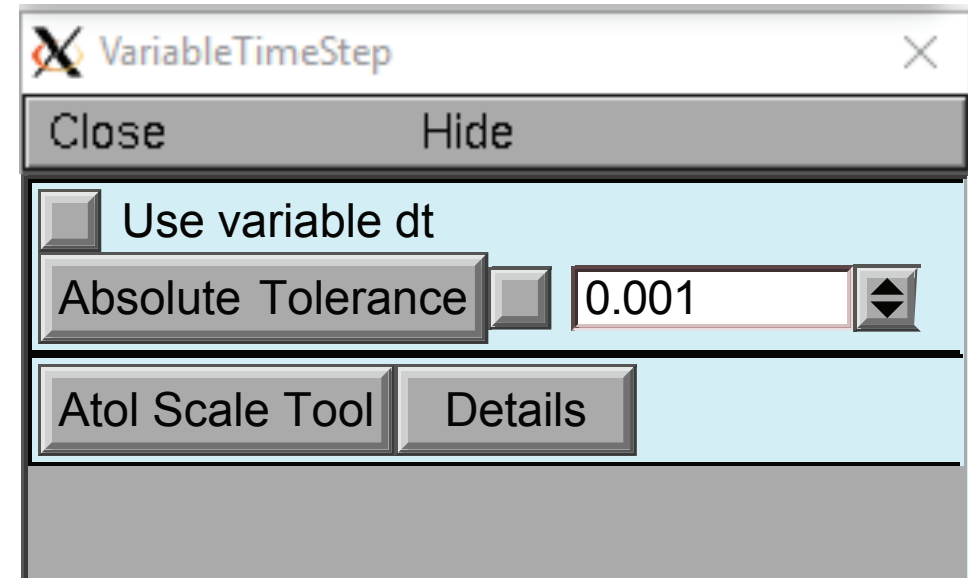 VariableTimeStep
Close Hide
Use variable dt
Absolute Tolerance 0.001
Atol Scale Tool Details